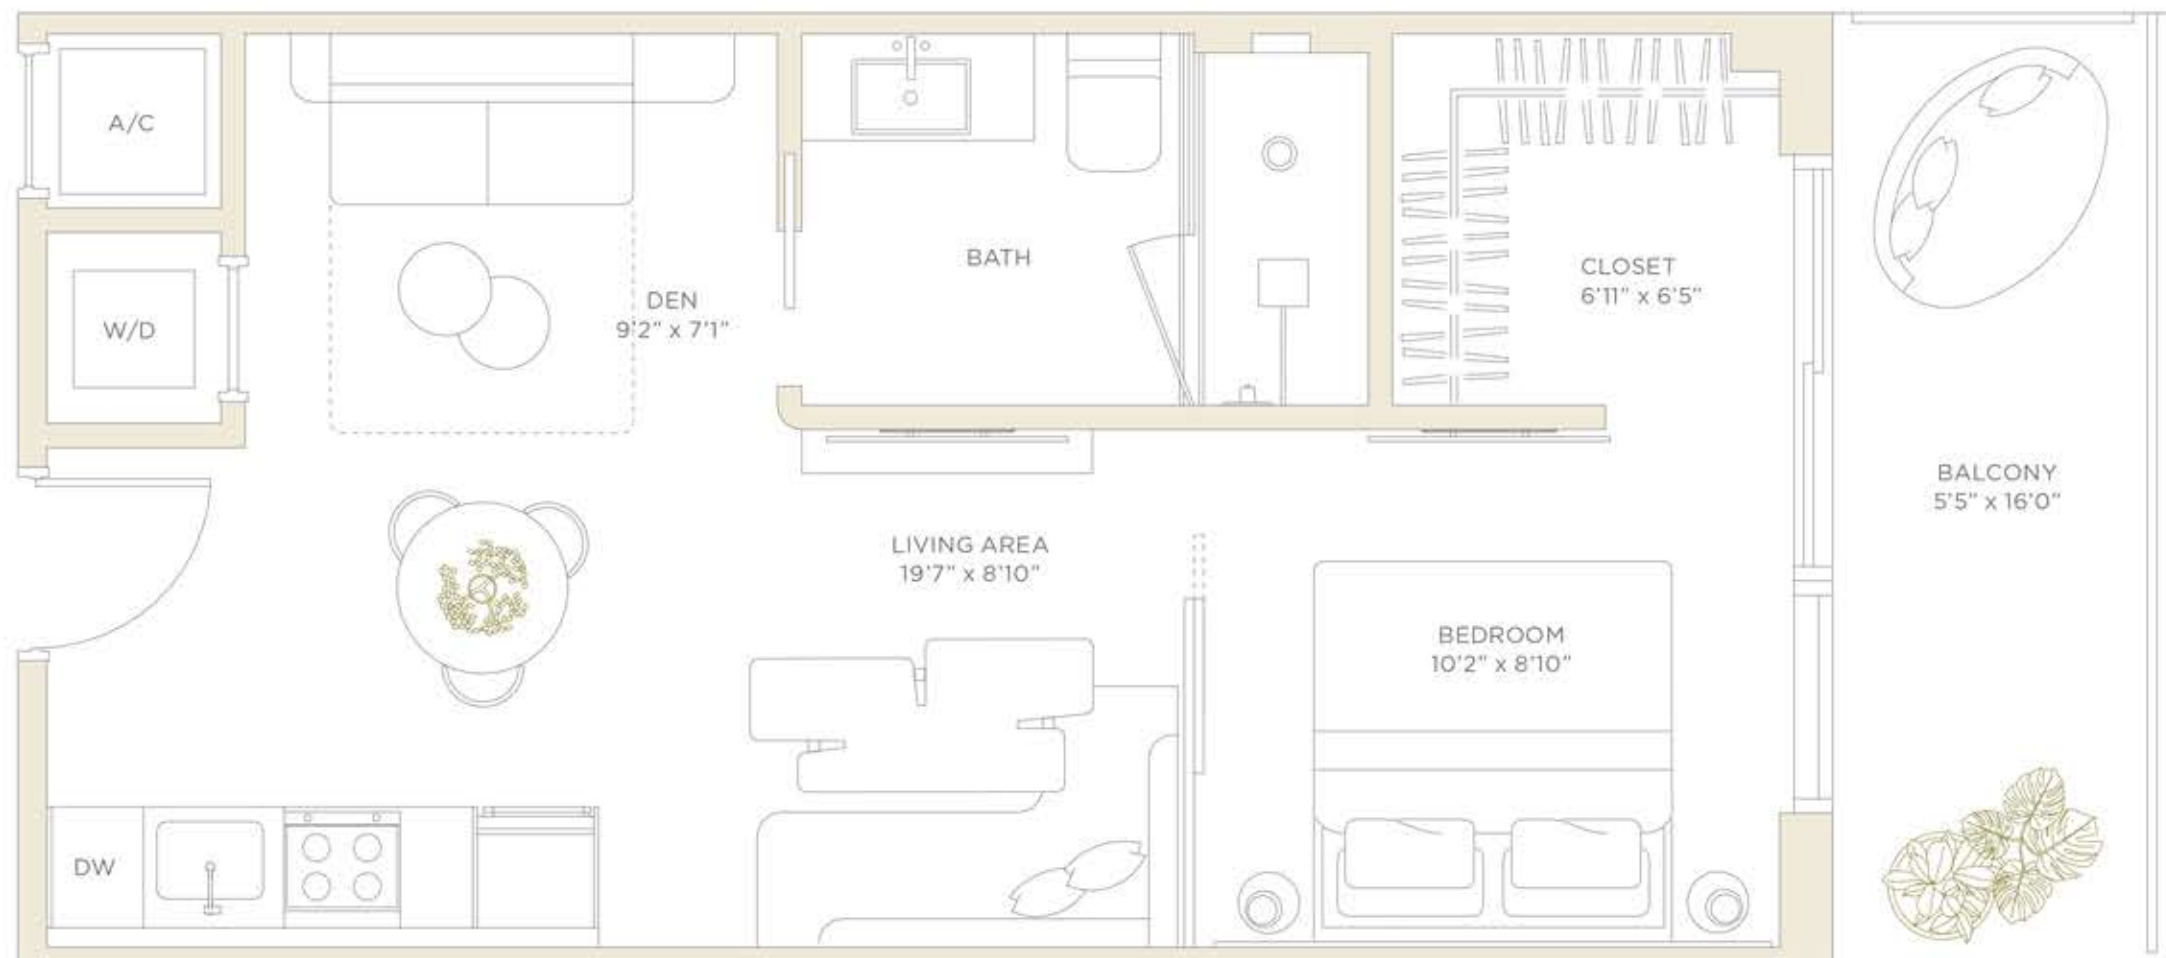 A/C
W/D
DEN
9'2" x 7'1"
BATH
CLOSET
6'11" x 6'5"
LIVING AREA
19'7" x 8'10"
BEDROOM
10'2" x 8'10"
BALCONY
5'5" x 16'0"
DW